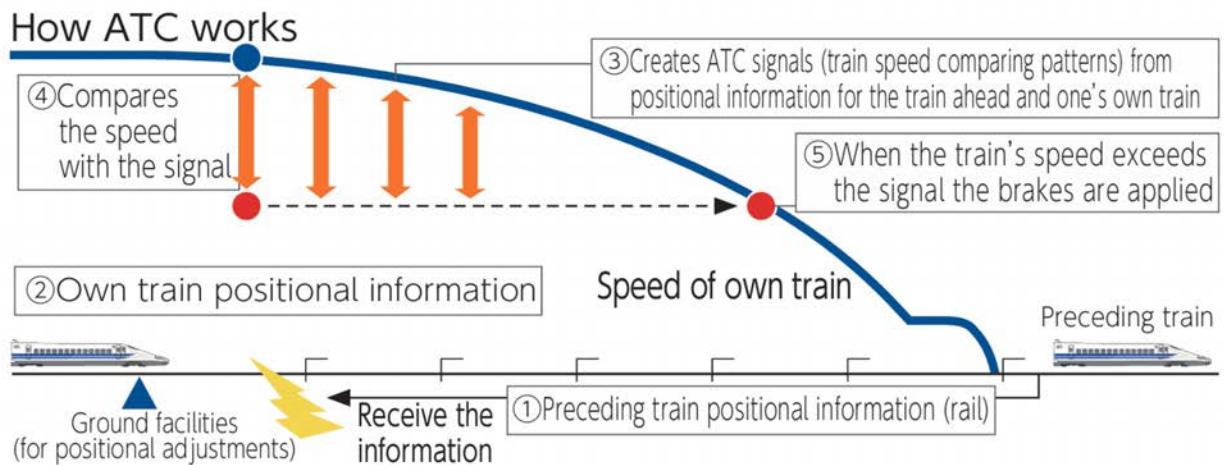 How ATC works
③Creates ATC signals (train speed comparing patterns) from
positional information for the train ahead and one's own train
④Compares
the speed
with the signal
⑤When the train's speed exceeds
the signal the brakes are applied
②Own train positional information
Speed of own train
Preceding train
Ground facilities
(for positional adjustments)
Receive the
information
①Preceding train positional information (rail)